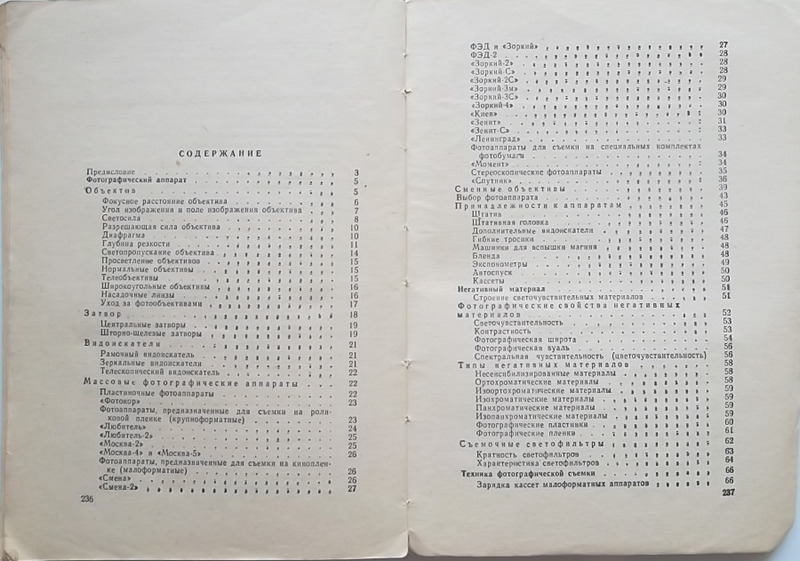 СОДЕРЖАНИЕ
Предисловие 3
Фотографический аппарат 5
Объектив 5
Фокусное расстояние объектива 6
Угол изображения и поле изображения объектива 7
Светосила 8
Разрешающая сила объектива 10
Диафрагма 10
Глубина резкости 11
Светопропускание объектива 14
Просветление объективов 15
Нормальные объективы 15
Телеобъективы 15
Широкоугольные объективы 16
Насадочные линзы 16
Уход за фотообъективами 17
Затвор 18
Центральные затворы 19
Шторно-щелевые затворы 19
Видоискатели 21
Рамочный видоискатель 21
Зеркальные видоискатели 21
Телескопический видоискатель 22
Массовые фотографические аппараты 22
Пластиночные фотоаппараты 22
«Фотокор» 23
Фотоаппараты, предназначенные для съемки на роли-
ковой пленке (крупноформатные) 23
«Любитель» 24
«Любитель-2» 25
«Москва-2» 25
«Москва-4» и «Москва-5» 26
Фотоаппараты, предназначенные для съемки на киноплен-
ке (малоформатные) 26
«Смена» 26
«Смена-2» 27
236
ФЭД и «Зоркий» 27
ФЭД-2 28
«Зоркий-2» 28
«Зоркий-С» 28
«Зоркий-2С» 29
«Зоркий-3м» 29
«Зоркий-3С» 30
«Зоркий-4» 30
«Киев» 30
«Зенит» 31
«Зенит-С» 33
«Ленинград» 33
Фотоаппараты для съемки на специальных комплектах
фотобумаги 34
«Момент» 34
Стереоскопические фотоаппараты 35
«Спутник» 36
Сменные объективы 39
Выбор фотоаппарата 43
Принадлежности к аппаратам 45
Штатив 46
Штативная головка 46
Дополнительные видоискатели 47
Гибкие тросики 48
Машинки для вспышки магния 48
Бленда 48
Экспонометры 49
Автоспуск 50
Кассеты 50
Негативный материал 51
Строение светочувствительных материалов 51
Фотографические свойства негативных
материалов 52
Светочувствительность 53
Контрастность 53
Фотографическая широта 54
Фотографическая вуаль 56
Спектральная чувствительность (цветочувствительность) 56
Типы негативных материалов 58
Несенсибилизированные материалы 58
Ортохроматические материалы 58
Изоортохроматические материалы 59
Изохроматические материалы 59
Панхроматические материалы 59
Изопанхроматические материалы 59
Фотографические пластинки 60
Фотографические пленки 61
Съемочные светофильтры 62
Кратность светофильтров 63
Характеристика светофильтров 64
Техника фотографической съемки 66
Зарядка кассет малоформатных аппаратов 66
237